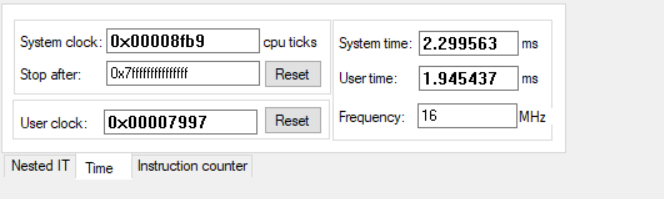 System clock: 0x00008fb9 cpu ticks System time: 2.299563 ms
Stop after: 0x7fffffffffffffff Reset User time: 1.945437 ms
User clock: 0x00007997 Reset Frequency: 16 MHz
Nested IT Time Instruction counter